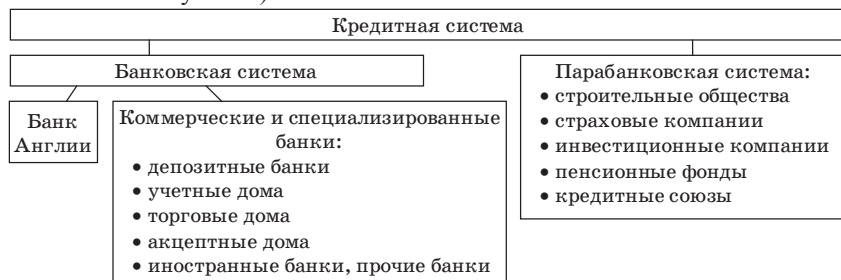 Кредитная система
Банковская система
Банк
Англии
Коммерческие и специализированные
банки:
• депозитные банки
• учетные дома
• торговые дома
• акцептные дома
• иностранные банки, прочие банки
Парабанковская система:
• строительные общества
• страховые компании
• инвестиционные компании
• пенсионные фонды
• кредитные союзы